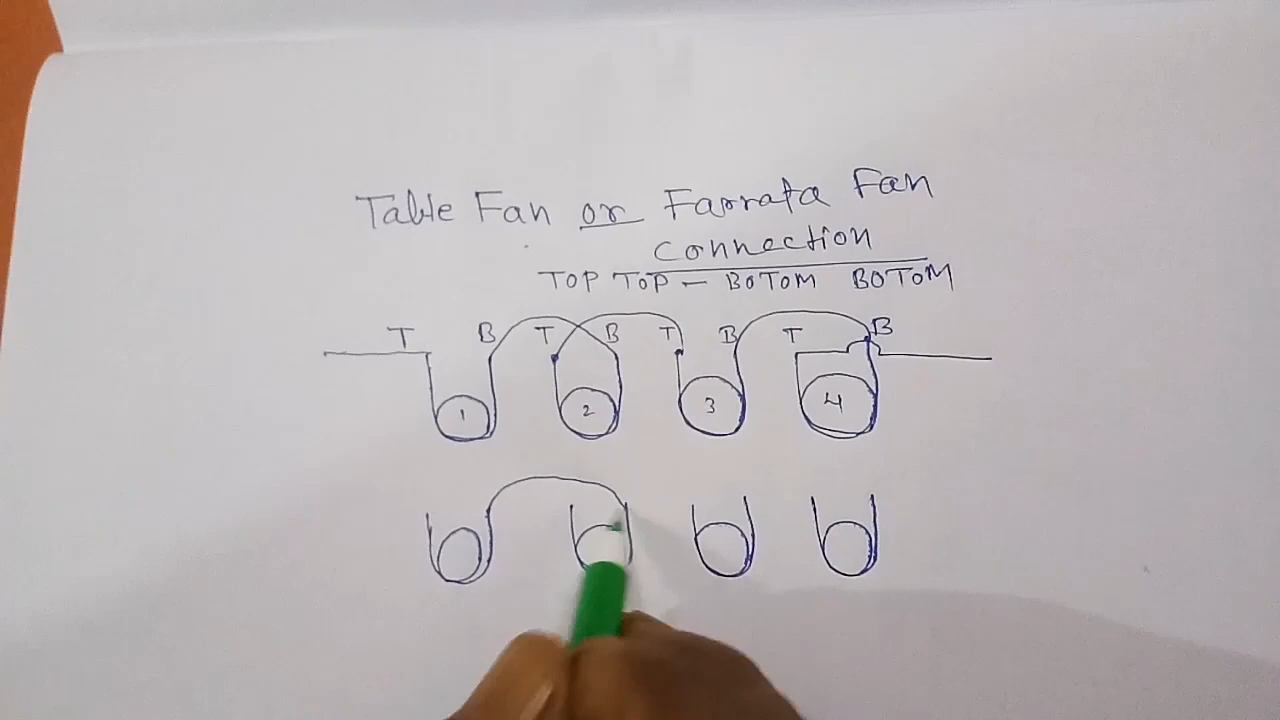 Table Fan or Farrata Fan
Connection
TOP TOP - BOTOM BOTOM
T B T B T B T B
1 2 3 4